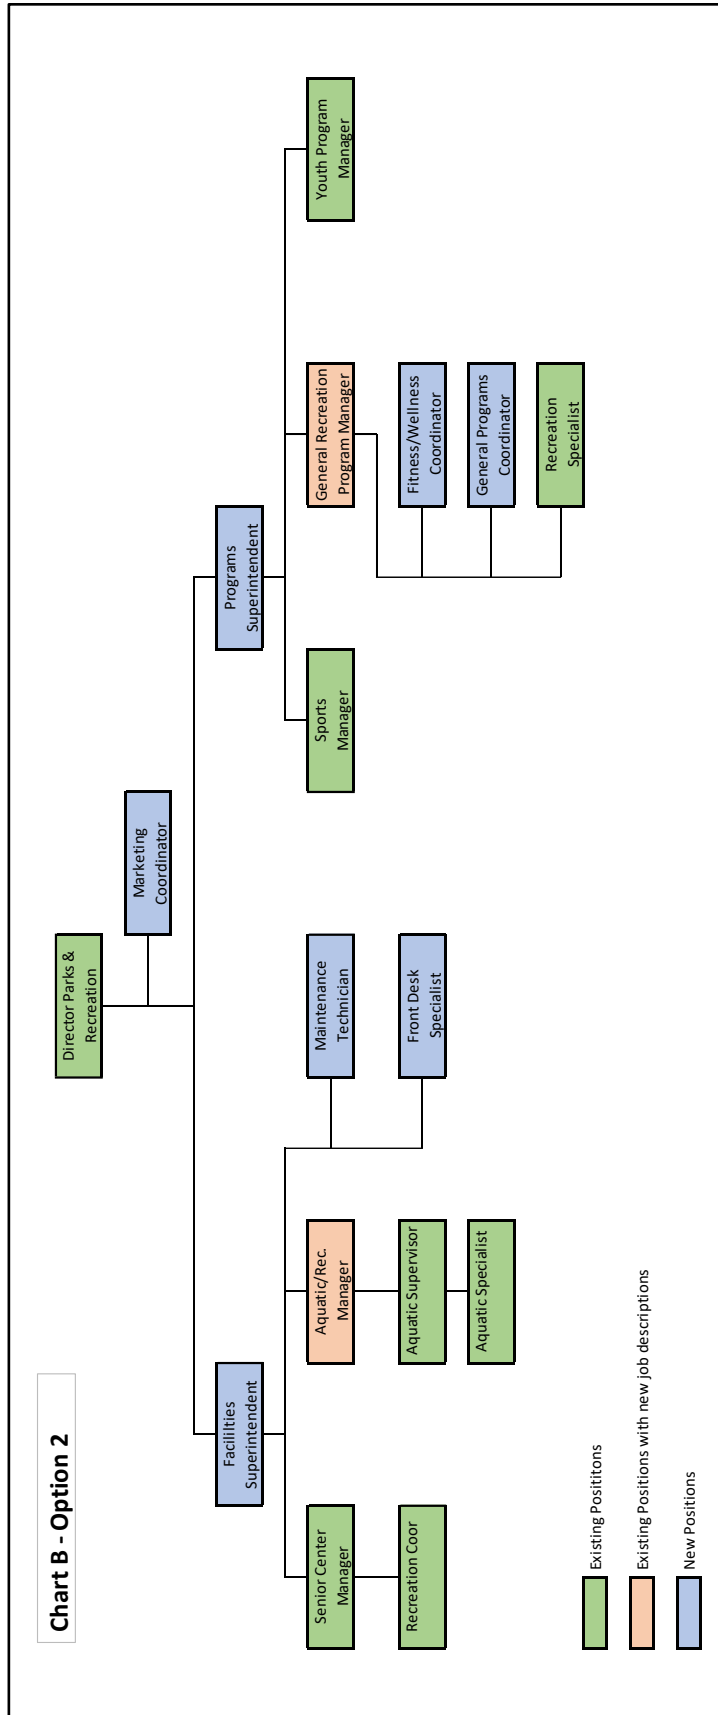 Chart B - Option 2
Director Parks &
Recreation
Marketing
Coordinator
Facililties
Superintendent
Programs
Superintendent
Senior Center
Manager
Aquatic/Rec.
Manager
Maintenance
Technician
Sports
Manager
General Recreation
Program Manager
Youth Program
Manager
Recreation Coor
Aquatic Supervisor
Front Desk
Specialist
Fitness/Wellness
Coordinator
Aquatic Specialist
General Programs
Coordinator
Recreation
Specialist
Existing Posititons
Existing Positions with new job descriptions
New Positions